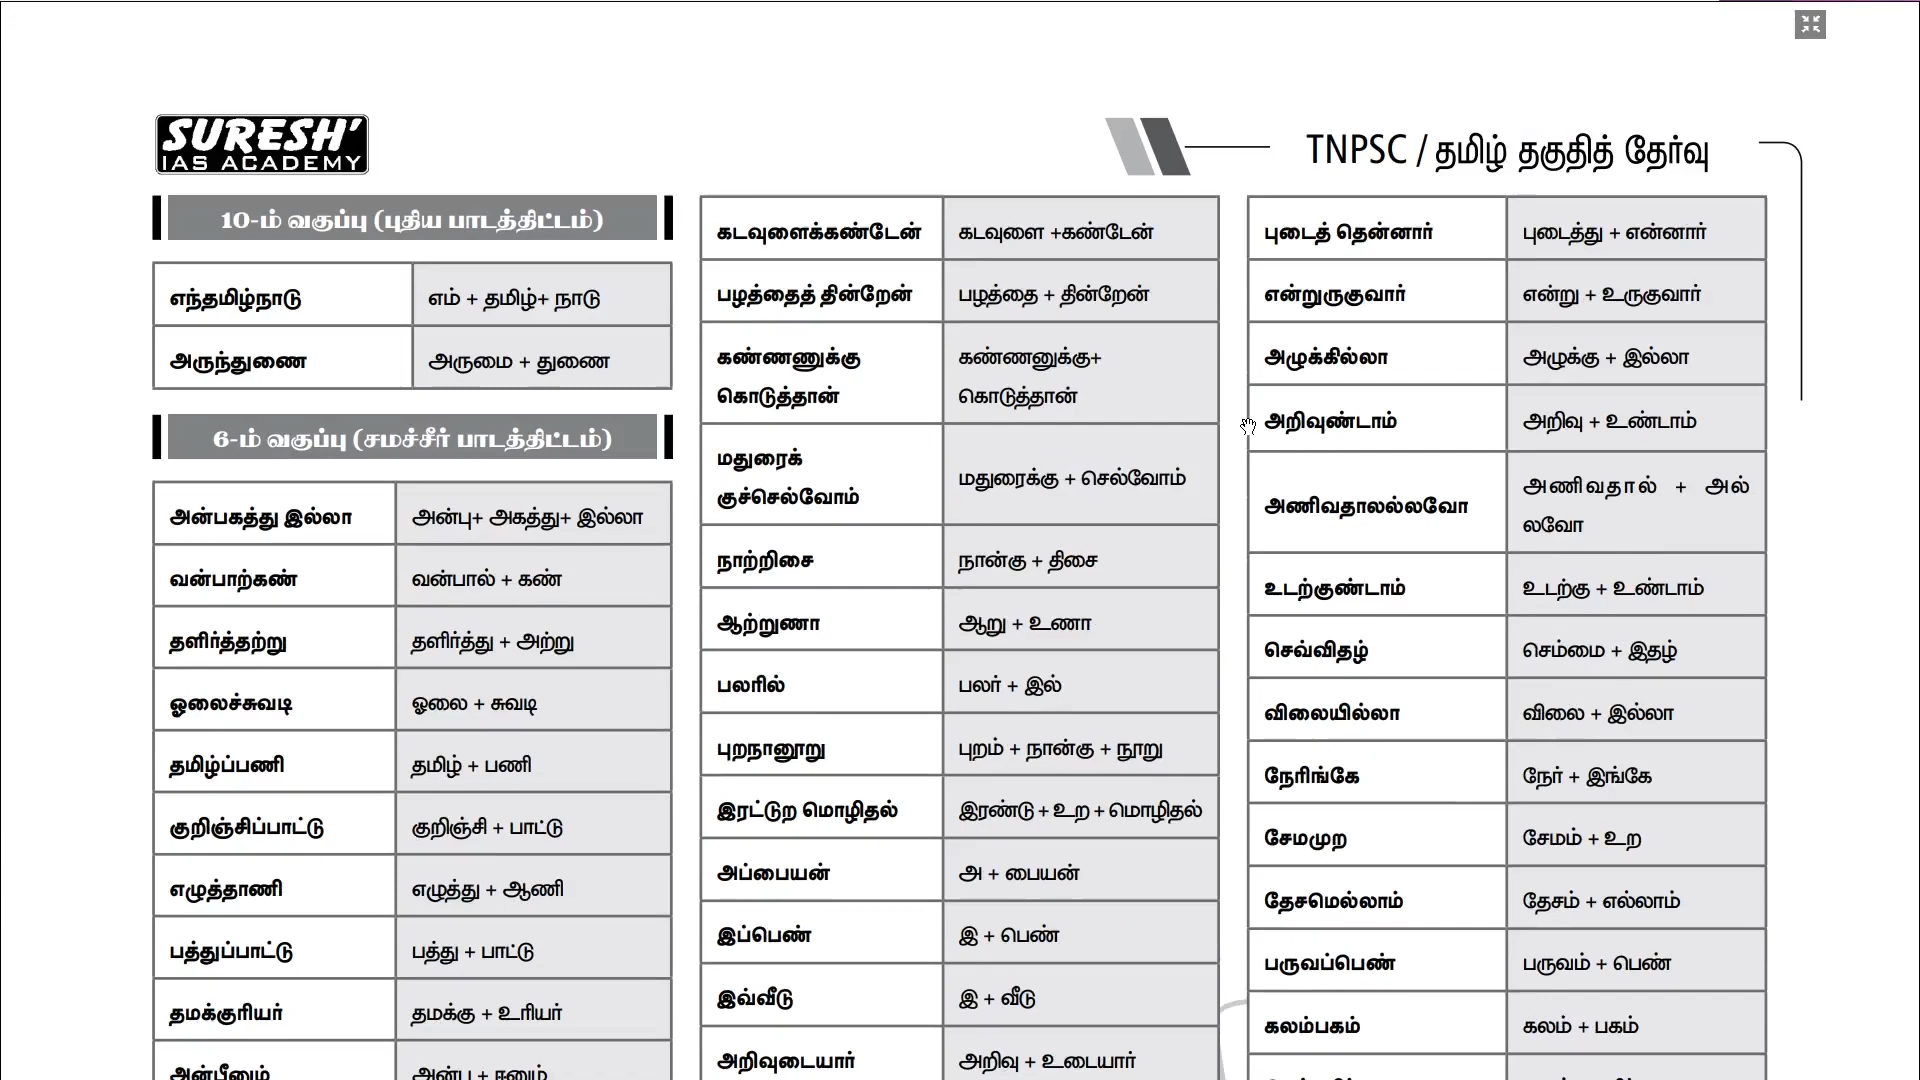 SURESH'
IAS ACADEMY
TNPSC / தமிழ் தகுதித் தேர்வு
10-ம் வகுப்பு (புதிய பாடத்திட்டம்)
எந்தமிழ்நாடு எம் + தமிழ்+ நாடு
அருந்துணை அருமை + துணை
6-ம் வகுப்பு (சமச்சீர் பாடத்திட்டம்)
அன்பகத்து இல்லா அன்பு+ அகத்து+ இல்லா
வன்பாற்கண் வன்பால் + கண்
தளிர்த்தற்று தளிர்த்து + அற்று
ஓலைச்சுவடி ஓலை + சுவடி
தமிழ்ப்பணி தமிழ் + பணி
குறிஞ்சிப்பாட்டு குறிஞ்சி + பாட்டு
எழுத்தாணி எழுத்து + ஆணி
பத்துப்பாட்டு பத்து + பாட்டு
தமக்குரியர் தமக்கு + உரியர்
அன்பீனும் அன்பு + ஈனும்
கடவுளைக்கண்டேன் கடவுளை +கண்டேன்
பழத்தைத் தின்றேன் பழத்தை + தின்றேன்
கண்ணணுக்கு கண்ணனுக்கு+
கொடுத்தான் கொடுத்தான்
மதுரைக்
குச்செல்வோம் மதுரைக்கு + செல்வோம்
நாற்றிசை நான்கு + திசை
ஆற்றுணா ஆறு + உணா
பலரில் பலர் + இல்
புறநானூறு புறம் + நான்கு + நூறு
இரட்டுற மொழிதல் இரண்டு + உற + மொழிதல்
அப்பையன் அ + பையன்
இப்பெண் இ + பெண்
இவ்வீடு இ + வீடு
அறிவுடையார் அறிவு + உடையார்
புடைத் தென்னார் புடைத்து + என்னார்
என்றுருகுவார் என்று + உருகுவார்
அழுக்கில்லா அழுக்கு + இல்லா
அறிவுண்டாம் அறிவு + உண்டாம்
அணிவதாலல்லவோ அணிவதால் + அல்
லவோ
உடற்குண்டாம் உடற்கு + உண்டாம்
செவ்விதழ் செம்மை + இதழ்
விலையில்லா விலை + இல்லா
நேரிங்கே நேர் + இங்கே
சேமமுற சேமம் + உற
தேசமெல்லாம் தேசம் + எல்லாம்
பருவப்பெண் பருவம் + பெண்
கலம்பகம் கலம் + பகம்